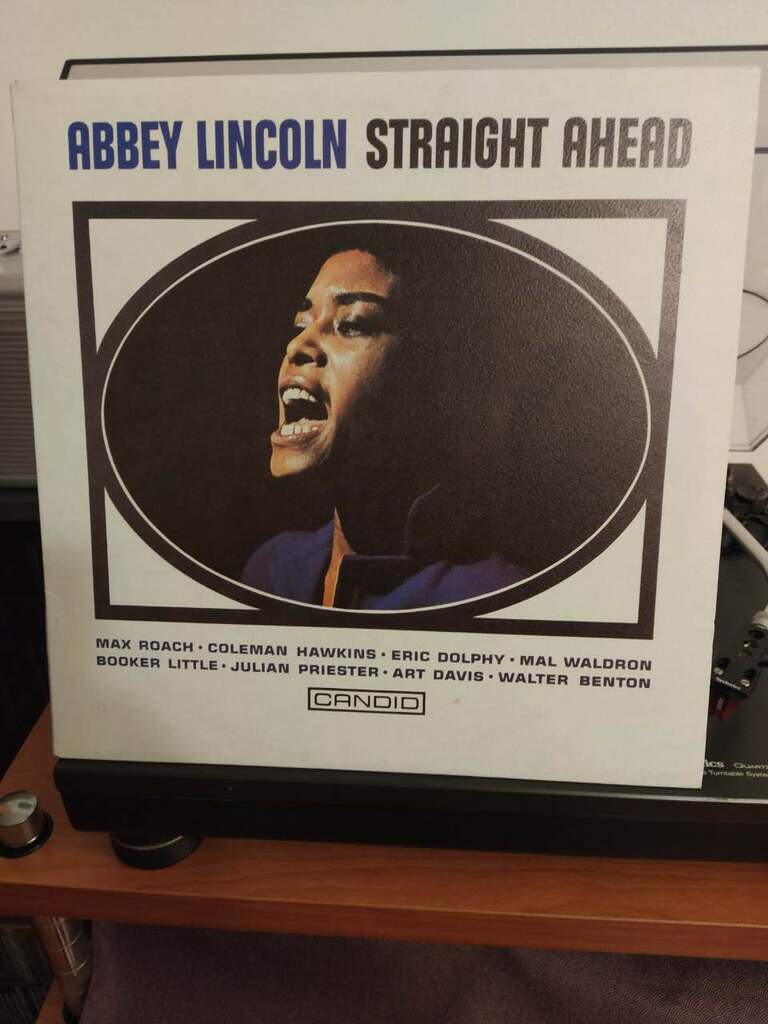 ABBEY LINCOLN STRAIGHT AHEAD
MAX ROACH • COLEMAN HAWKINS • ERIC DOLPHY • MAL WALDRON
BOOKER LITTLE • JULIAN PRIESTER • ART DAVIS • WALTER BENTON
CANDID
Technics